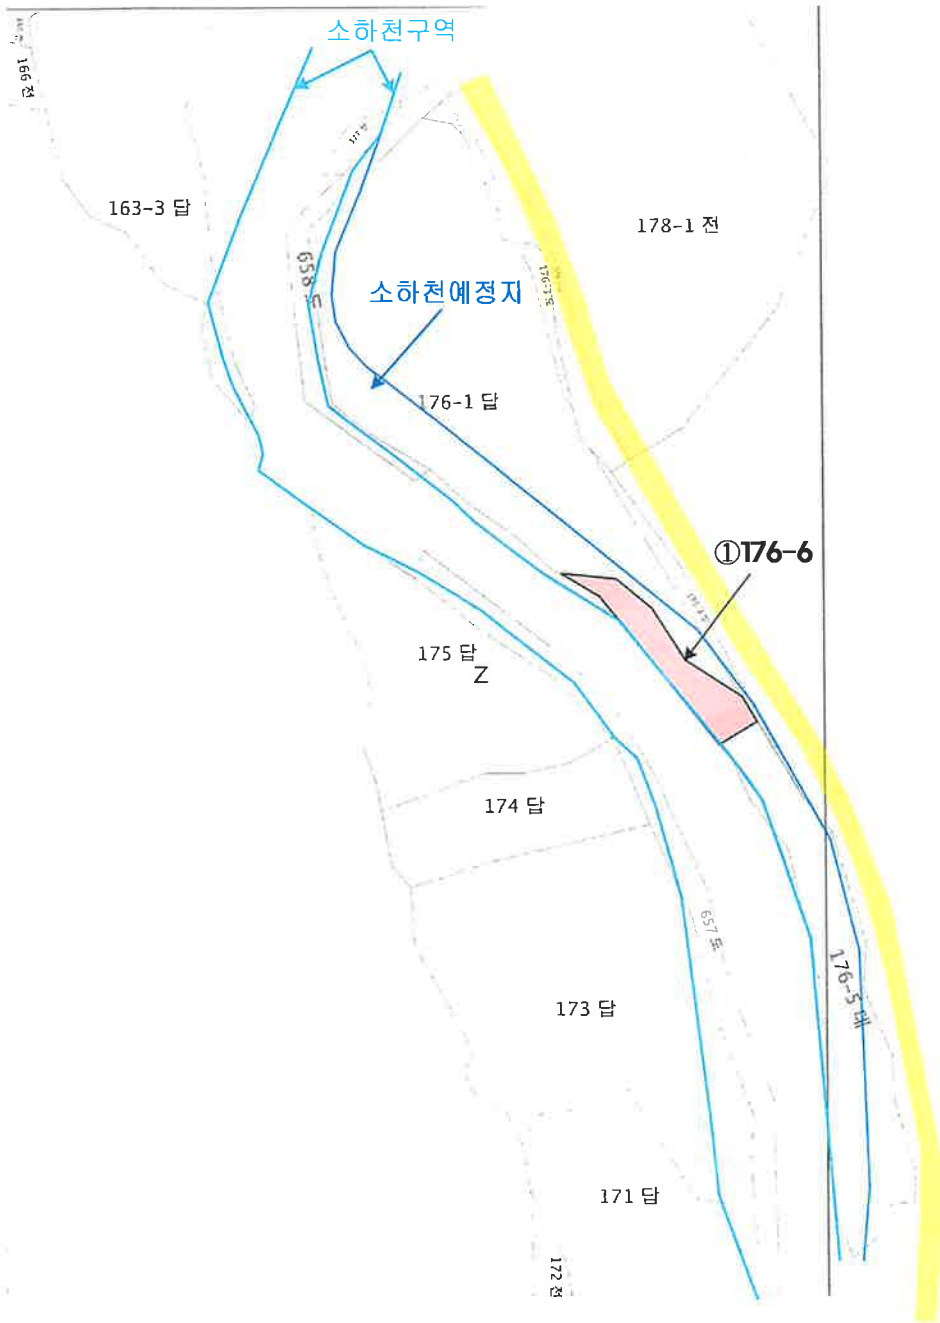 소하천구역
166 전
163-3 답
178-1 전
658 도
소하천예정지
176-1 답
①176-6
175 답
Z
174 답
657 도
176-5 대
173 답
171 답
172 전